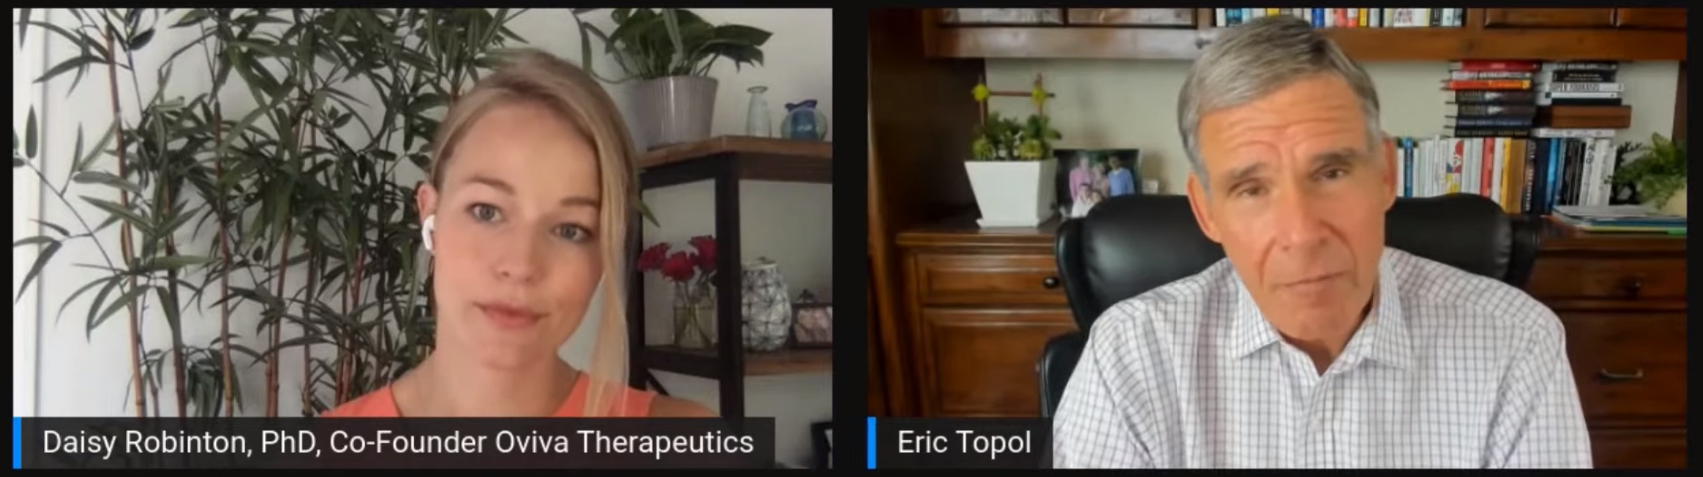 Daisy Robinton, PhD, Co-Founder Oviva Therapeutics
Eric Topol